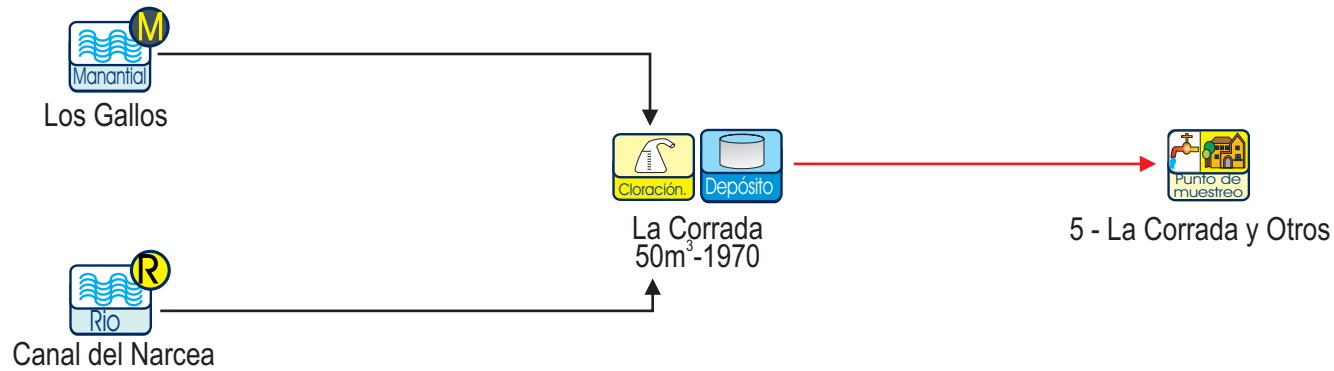 M
Manantial
Los Gallos
Cloración.
Depósito
La Corrada
50m³-1970
Punto de
muestreo
5 - La Corrada y Otros
R
Rio
Canal del Narcea